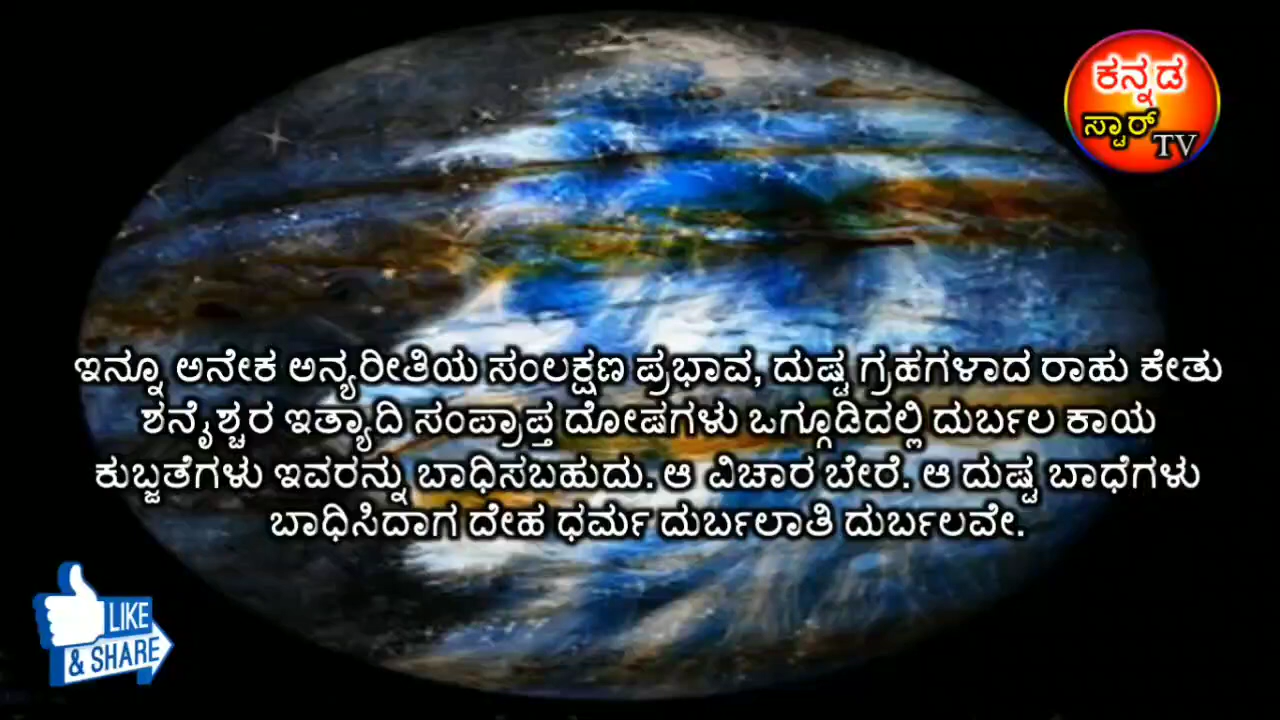 ಕನ್ನಡ
ಸ್ಟಾರ್
TV
ಇನ್ನೂ ಅನೇಕ ಅನ್ಯರೀತಿಯ ಸಂಲಕ್ಷಣ ಪ್ರಭಾವ, ದುಷ್ಟ ಗ್ರಹಗಳಾದ ರಾಹು ಕೇತು
ಶನೈಶ್ಚರ ಇತ್ಯಾದಿ ಸಂಪ್ರಾಪ್ತ ದೋಷಗಳು ಒಗ್ಗೂಡಿದಲ್ಲಿ ದುರ್ಬಲ ಕಾಯ
ಕುಬ್ಜತೆಗಳು ಇವರನ್ನು ಬಾಧಿಸಬಹುದು. ಆ ವಿಚಾರ ಬೇರೆ. ಆ ದುಷ್ಟ ಬಾಧೆಗಳು
ಬಾಧಿಸಿದಾಗ ದೇಹ ಧರ್ಮ ದುರ್ಬಲಾತಿ ದುರ್ಬಲವೇ.
LIKE
& SHARE